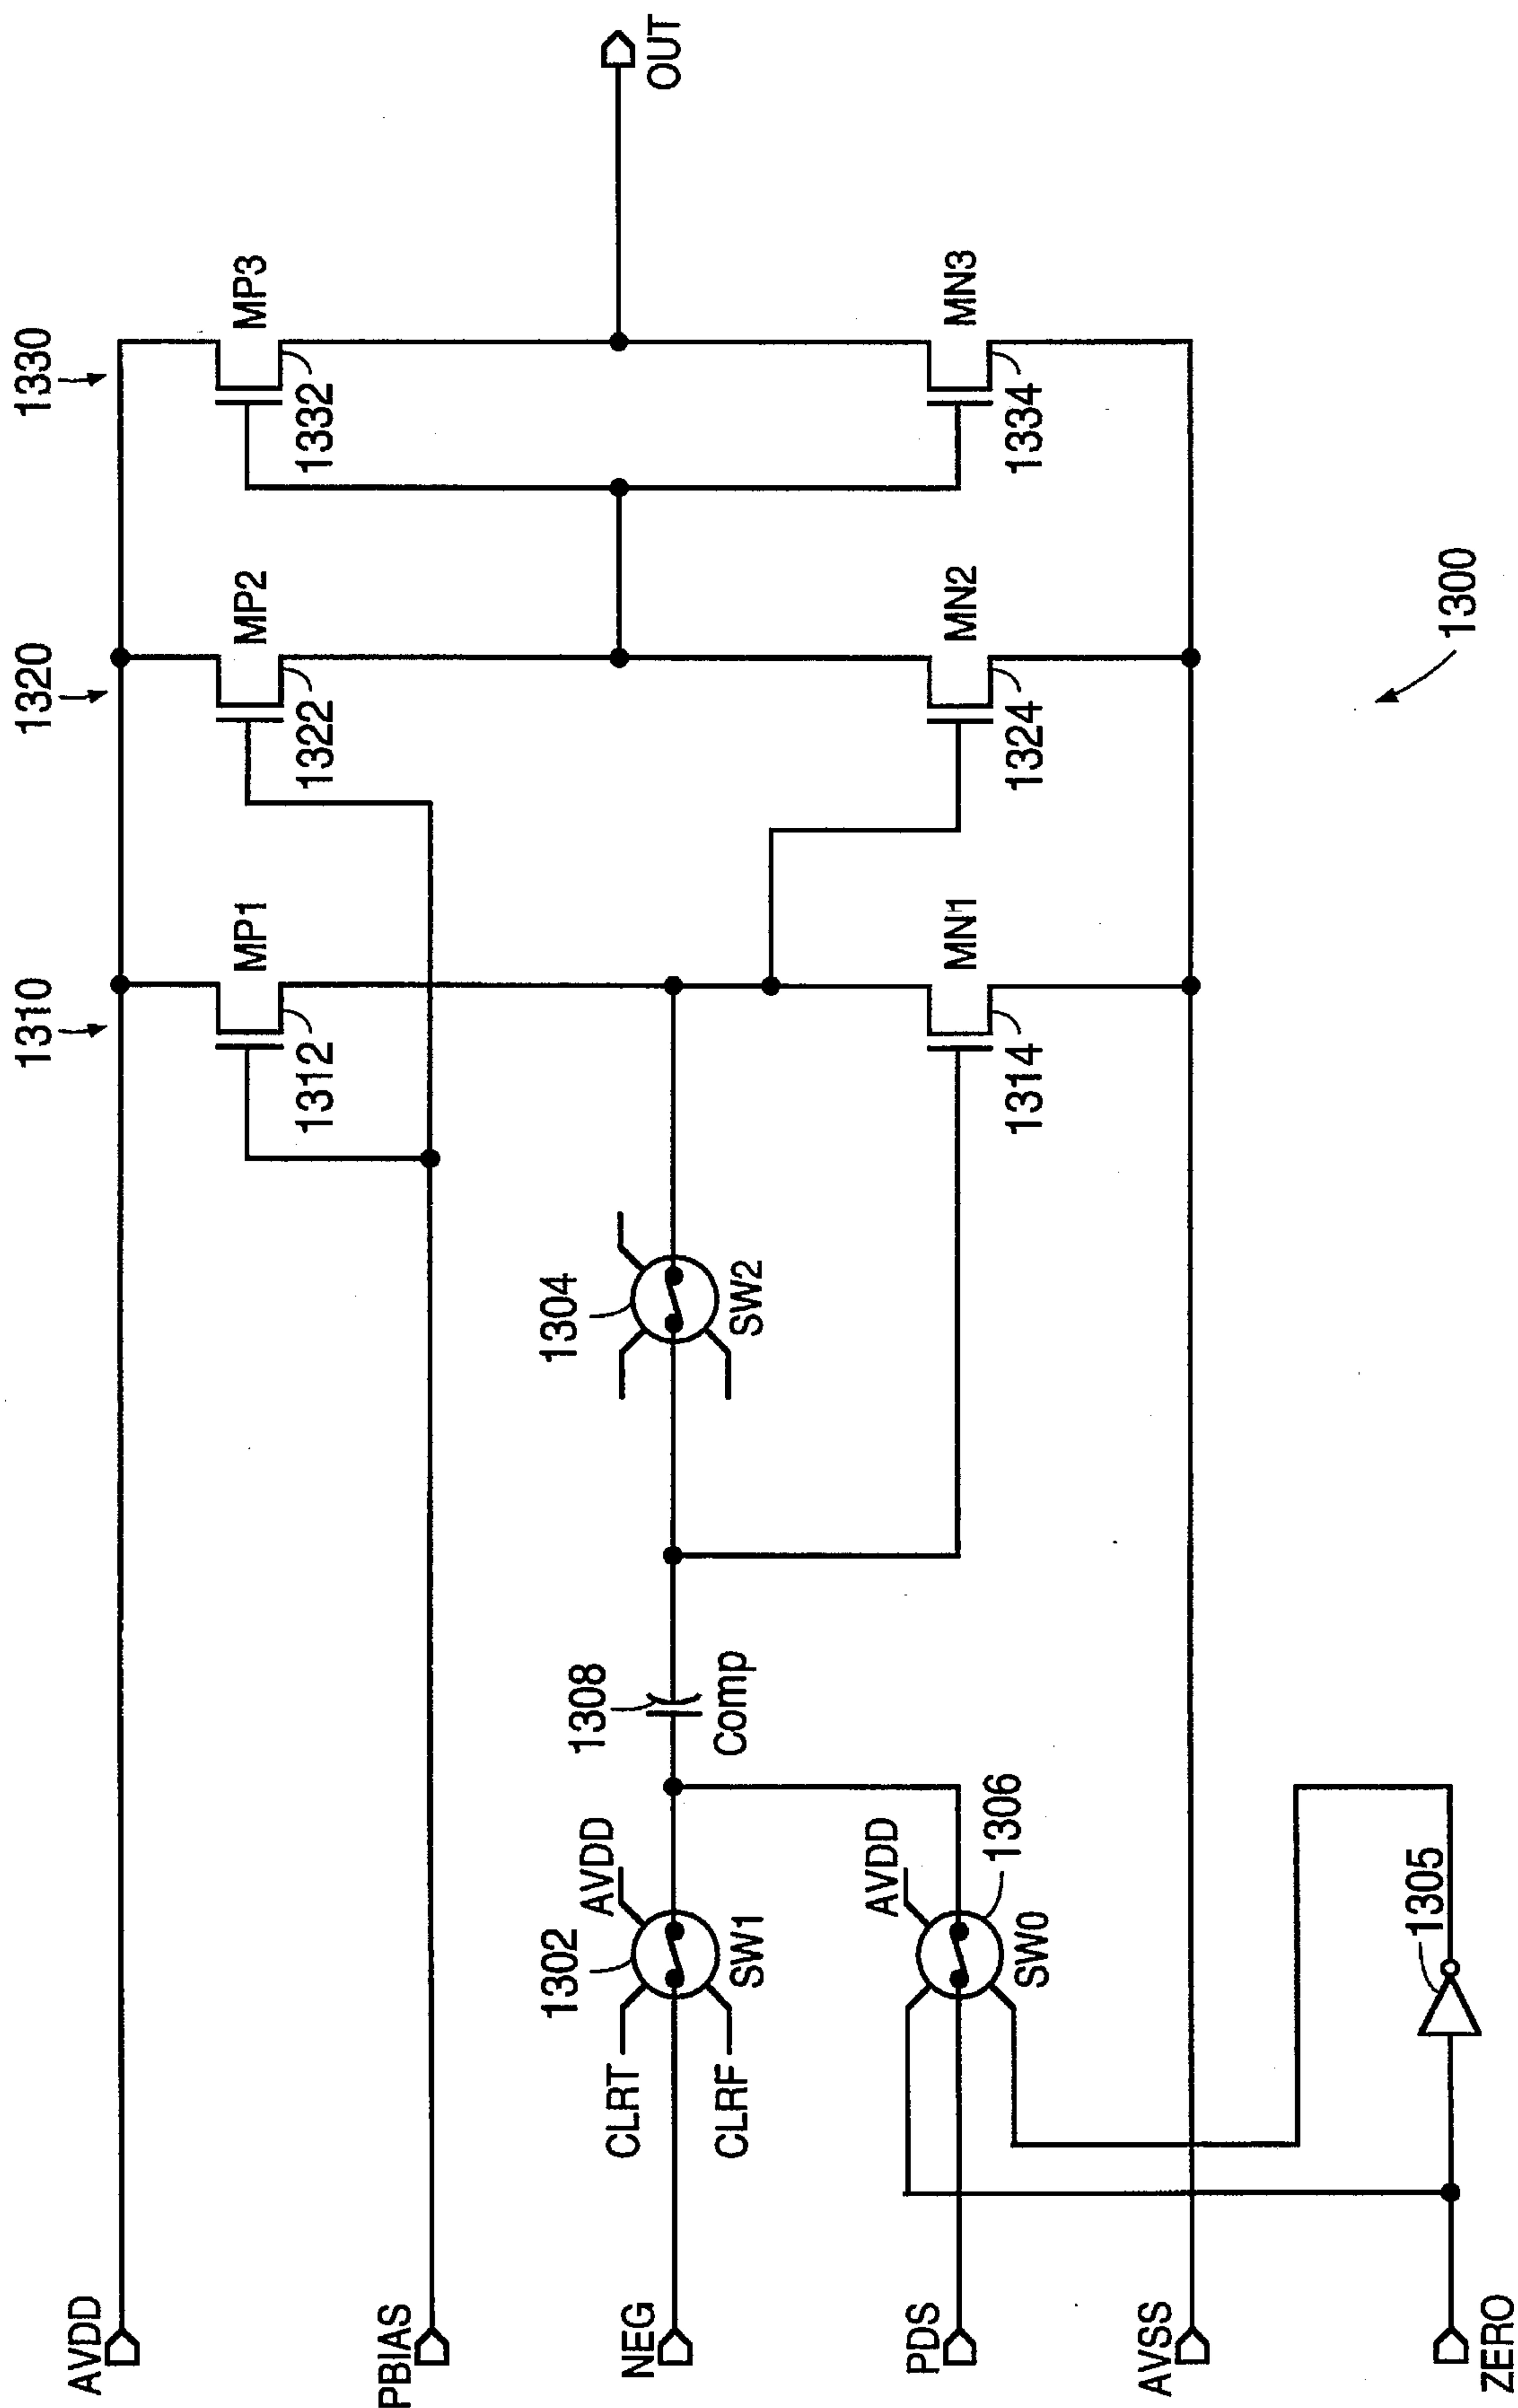 1310
1320
1330
AVDD
MP1
MP2
MP3
1312
1322
1332
PBIAS
OUT
1304
SW2
NEG
1302
CLRT
AVDD
CLRF
SW1
1308
Comp
PDS
AVDD
SW0
1306
MN1
MN2
MN3
1314
1324
1334
AVSS
ZERO
1305
1300